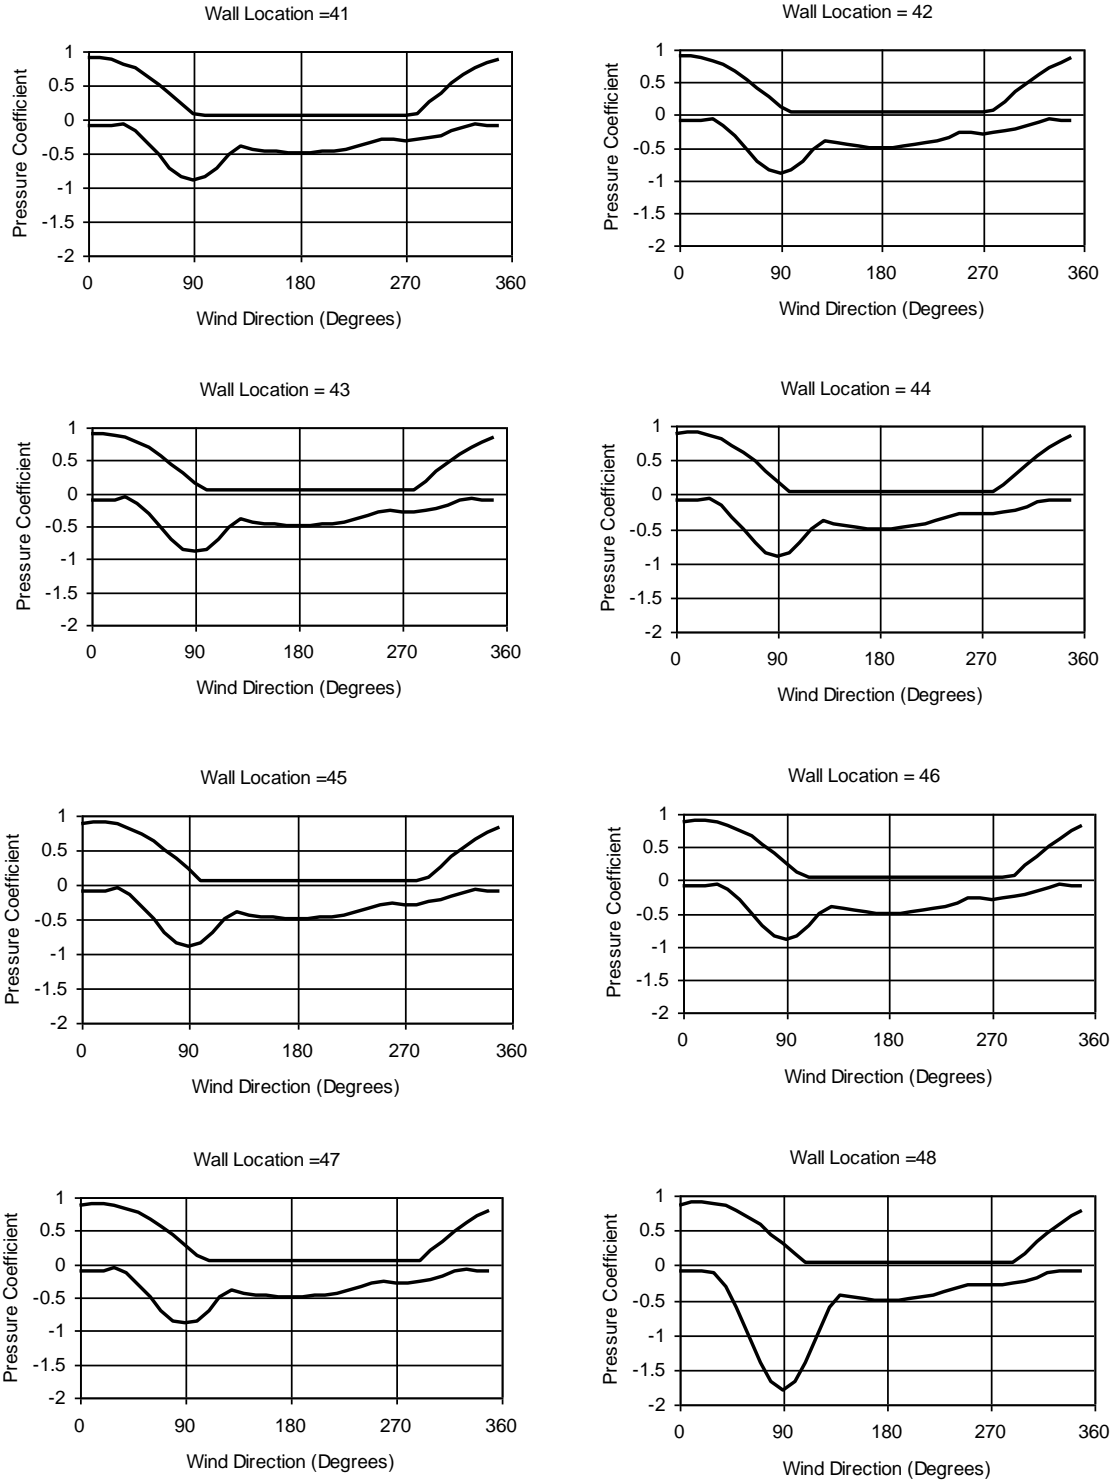 Wall Location =41
1
0.5
0
-0.5
-1
-1.5
-2
0 90 180 270 360
Pressure Coefficient
Wind Direction (Degrees)
Wall Location = 42
1
0.5
0
-0.5
-1
-1.5
-2
0 90 180 270 360
Pressure Coefficient
Wind Direction (Degrees)
Wall Location = 43
1
0.5
0
-0.5
-1
-1.5
-2
0 90 180 270 360
Pressure Coefficient
Wind Direction (Degrees)
Wall Location = 44
1
0.5
0
-0.5
-1
-1.5
-2
0 90 180 270 360
Pressure Coefficient
Wind Direction (Degrees)
Wall Location =45
1
0.5
0
-0.5
-1
-1.5
-2
0 90 180 270 360
Pressure Coefficient
Wind Direction (Degrees)
Wall Location = 46
1
0.5
0
-0.5
-1
-1.5
-2
0 90 180 270 360
Pressure Coefficient
Wind Direction (Degrees)
Wall Location =47
1
0.5
0
-0.5
-1
-1.5
-2
0 90 180 270 360
Pressure Coefficient
Wind Direction (Degrees)
Wall Location =48
1
0.5
0
-0.5
-1
-1.5
-2
0 90 180 270 360
Pressure Coefficient
Wind Direction (Degrees)